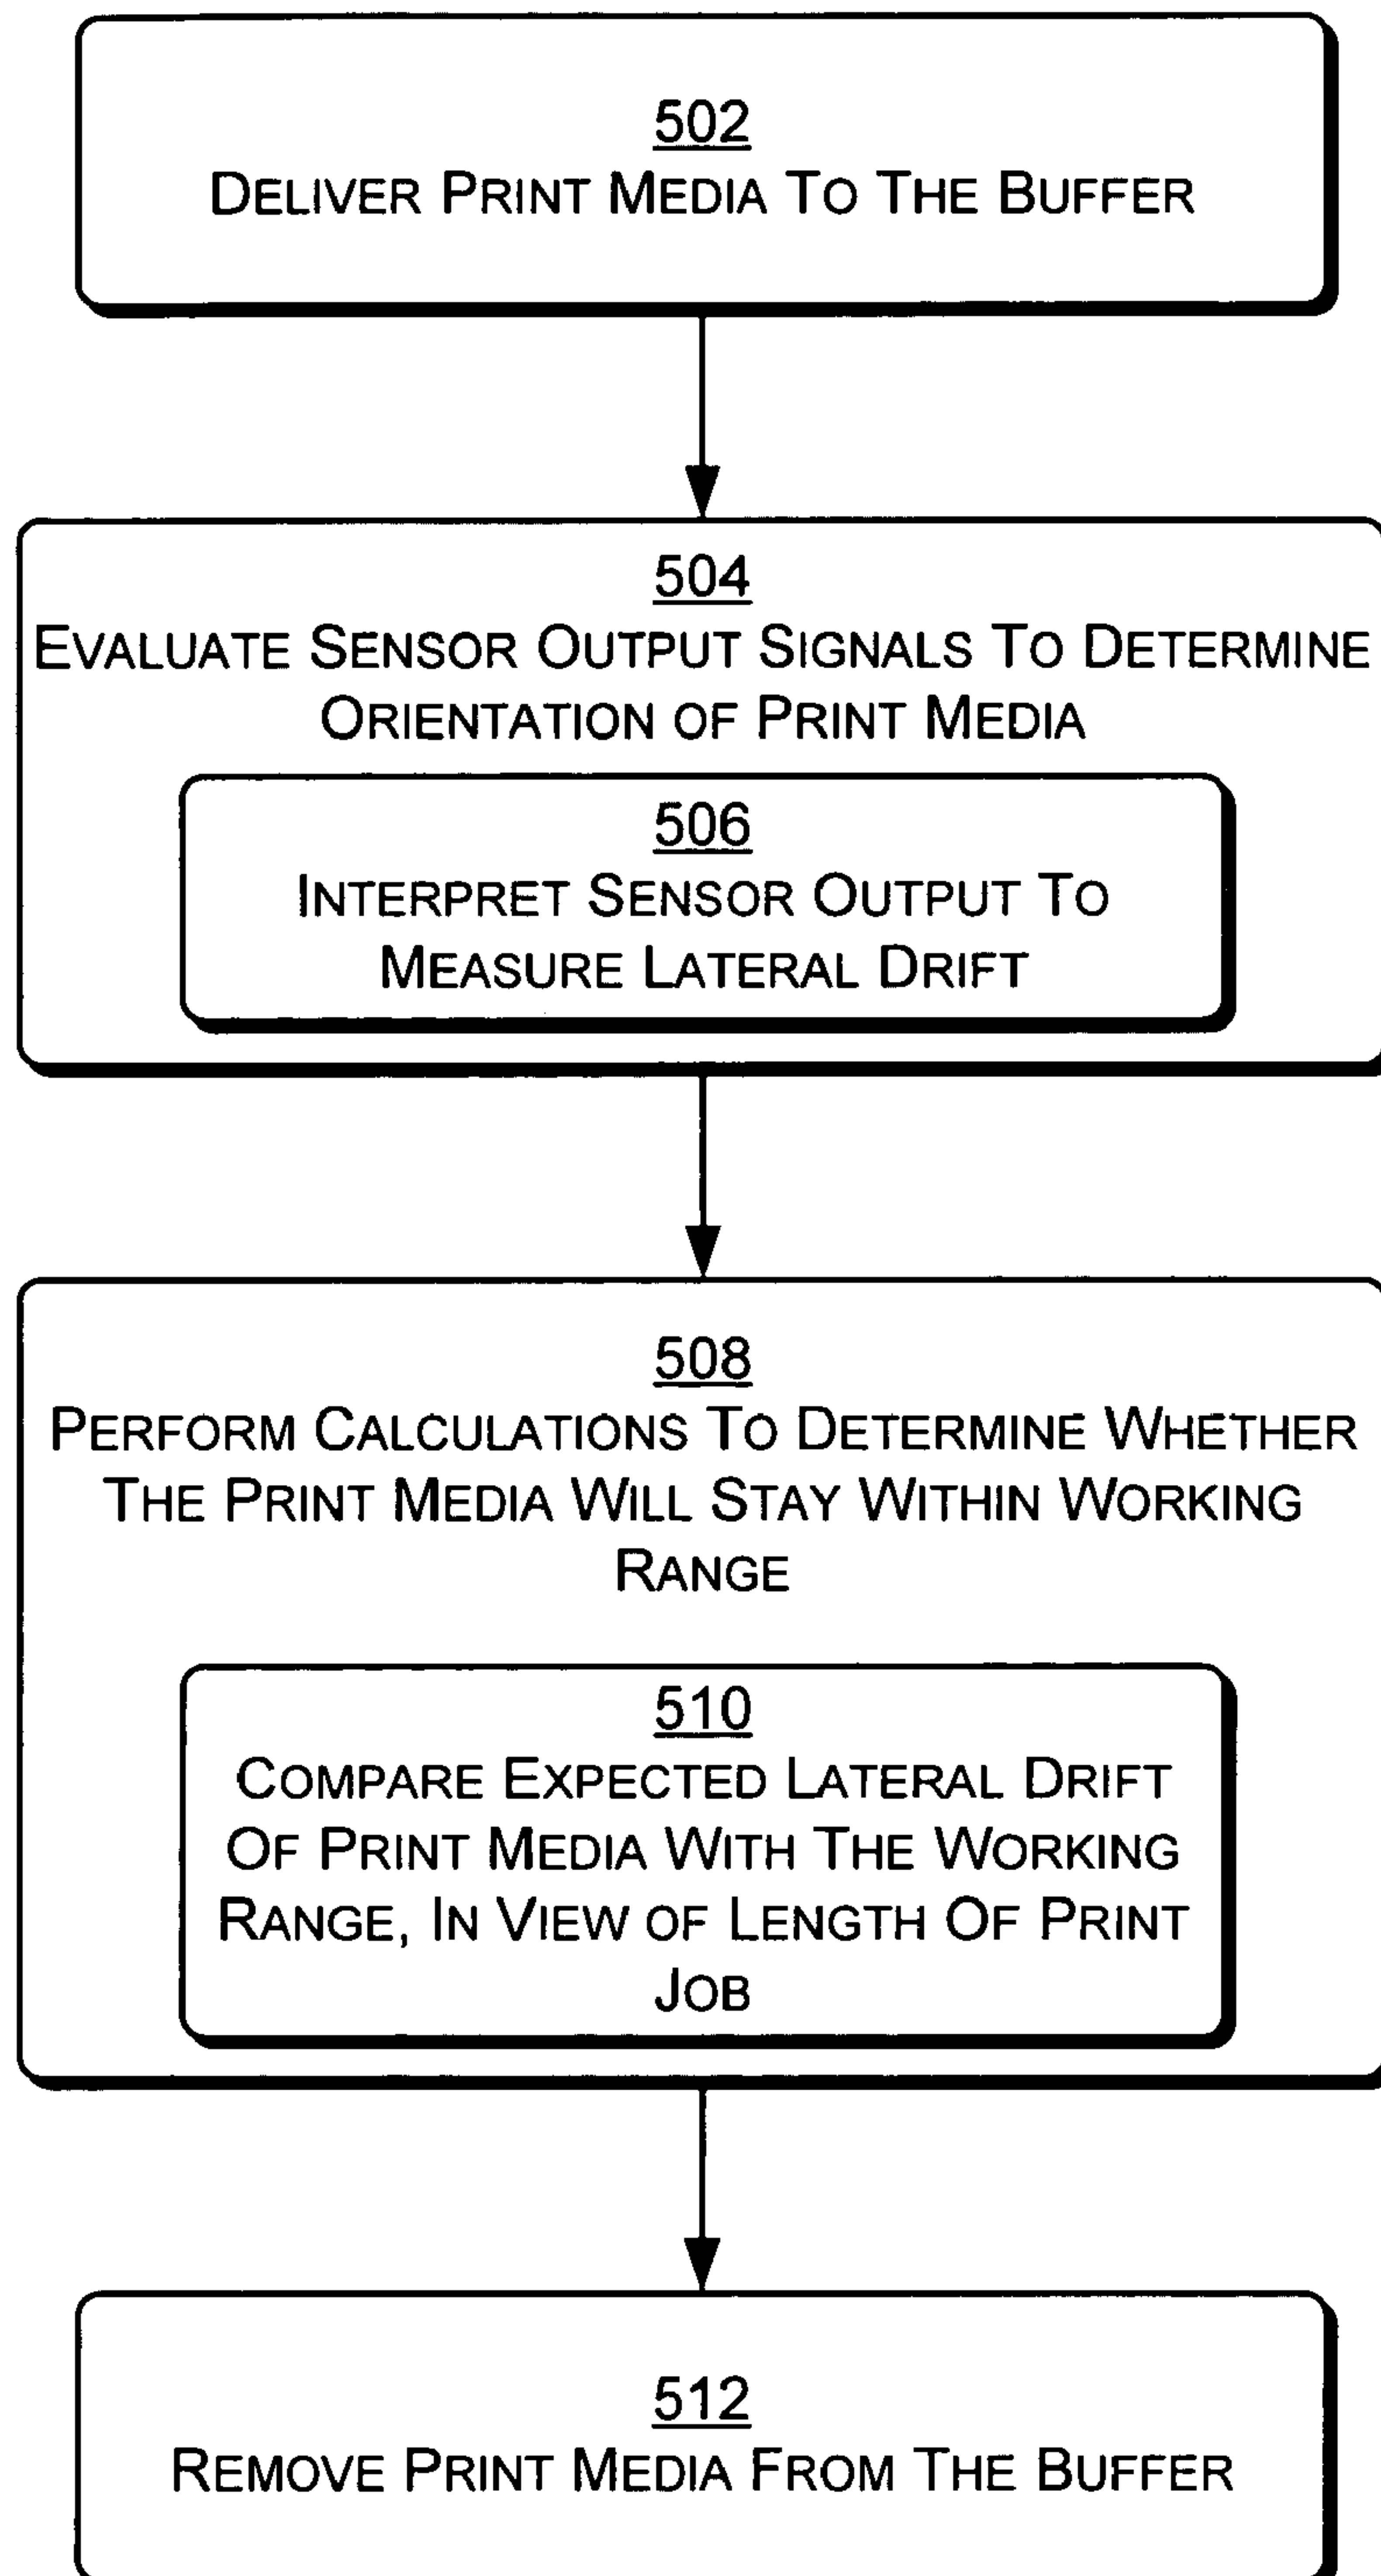 502
DELIVER PRINT MEDIA TO THE BUFFER
504
EVALUATE SENSOR OUTPUT SIGNALS TO DETERMINE
ORIENTATION OF PRINT MEDIA
506
INTERPRET SENSOR OUTPUT TO
MEASURE LATERAL DRIFT
508
PERFORM CALCULATIONS TO DETERMINE WHETHER
THE PRINT MEDIA WILL STAY WITHIN WORKING
RANGE
510
COMPARE EXPECTED LATERAL DRIFT
OF PRINT MEDIA WITH THE WORKING
RANGE, IN VIEW OF LENGTH OF PRINT
JOB
512
REMOVE PRINT MEDIA FROM THE BUFFER